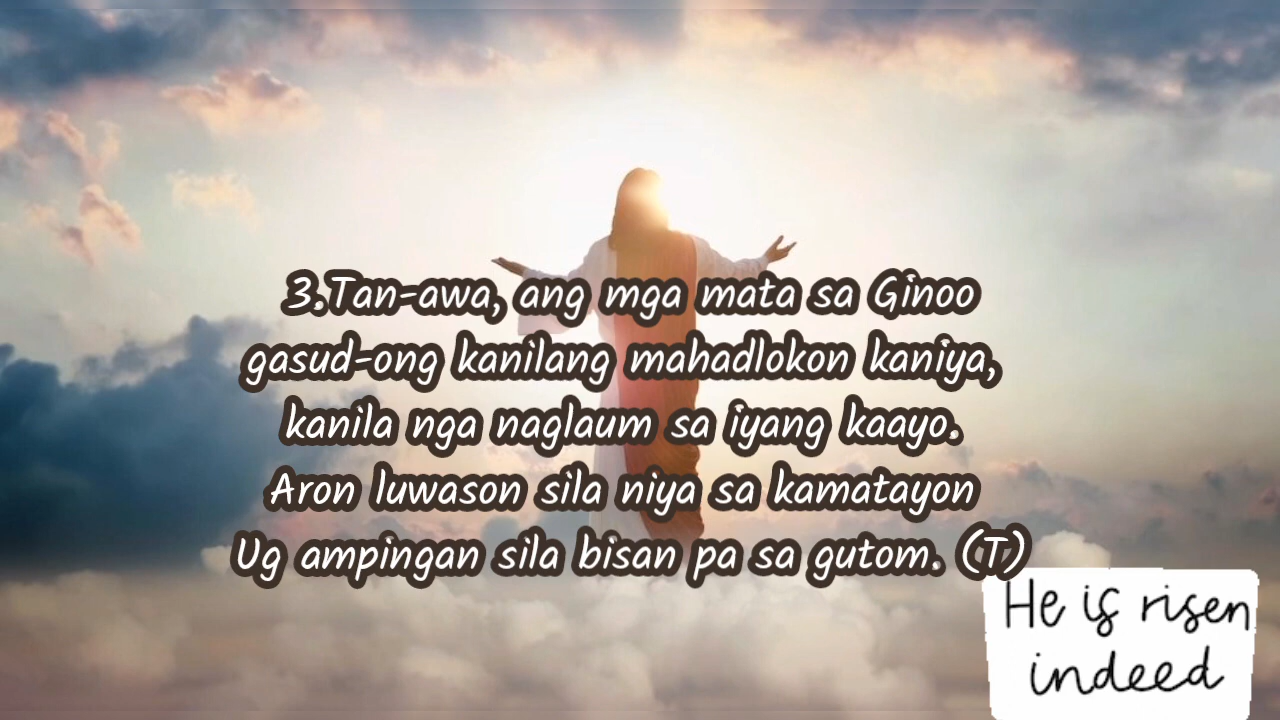 3.Tan-awa, ang mga mata sa Ginoo
gasud-ong kanilang mahadlokon kaniya,
kanila nga naglaum sa iyang kaayo.
Aron luwason sila niya sa kamatayon
Ug ampingan sila bisan pa sa gutom. (T)
He is risen
indeed